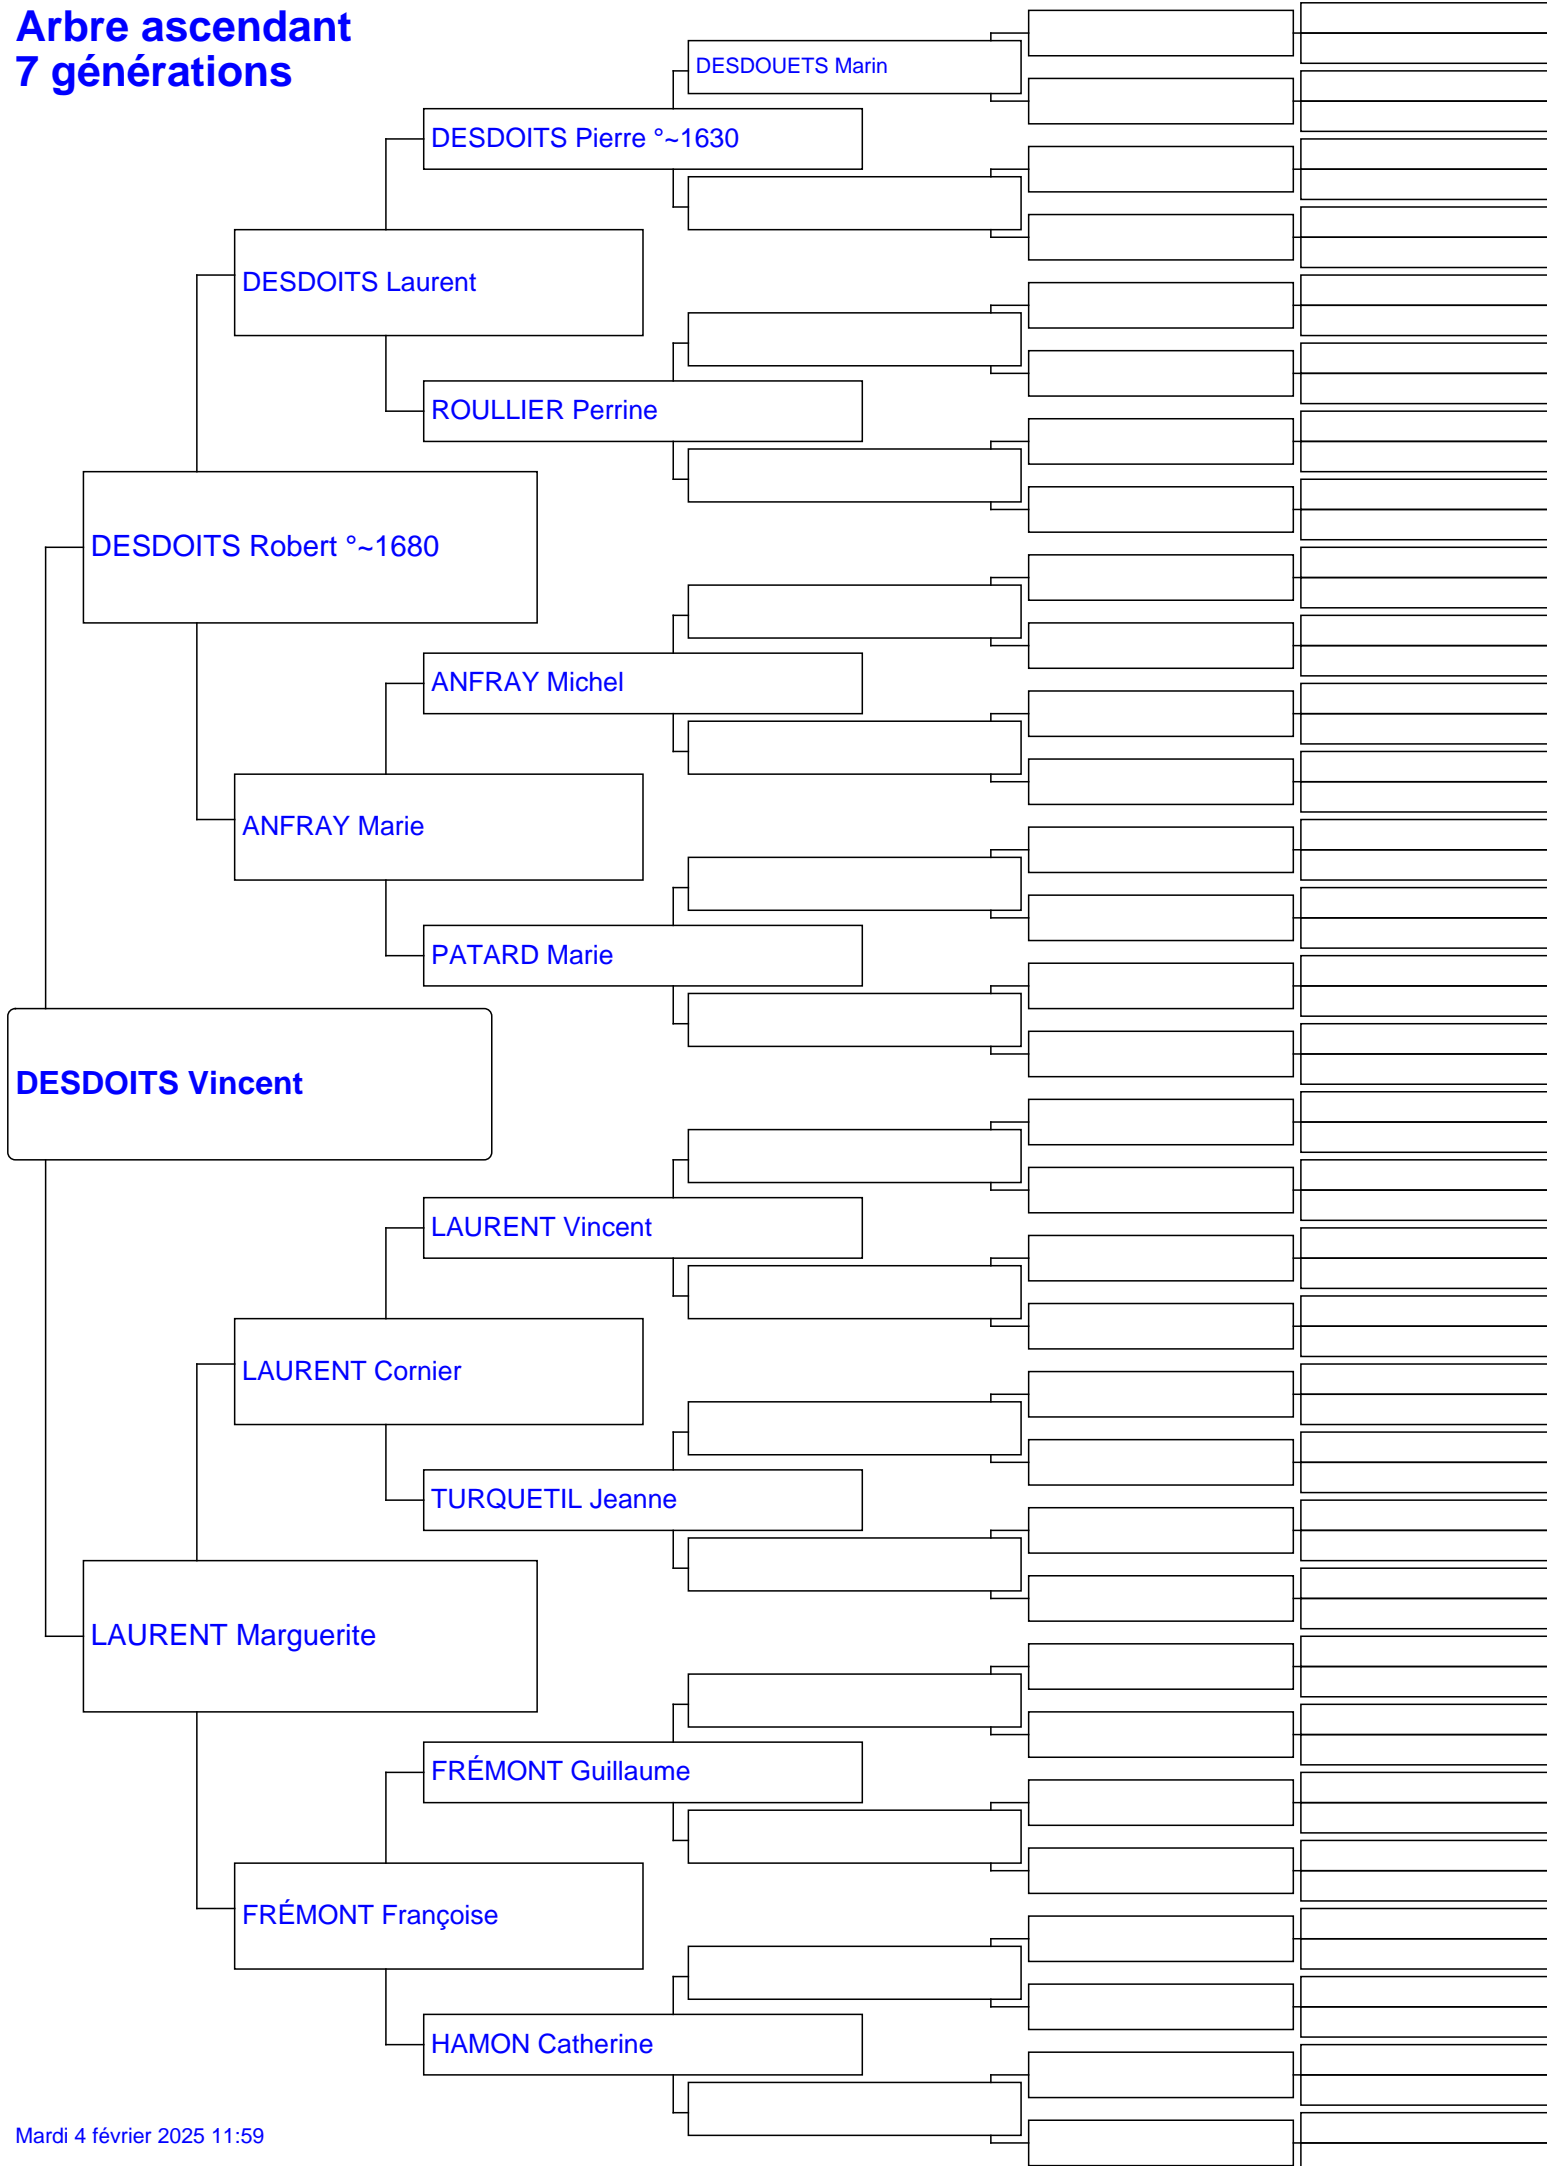 Arbre ascendant
7 générations
DESDOUETS Marin
DESDOITS Pierre °~1630
DESDOITS Laurent
ROULLIER Perrine
DESDOITS Robert °~1680
ANFRAY Michel
ANFRAY Marie
PATARD Marie
DESDOITS Vincent
LAURENT Vincent
LAURENT Cornier
TURQUETIL Jeanne
LAURENT Marguerite
FRÉMONT Guillaume
FRÉMONT Françoise
HAMON Catherine
Mardi 4 février 2025 11:59